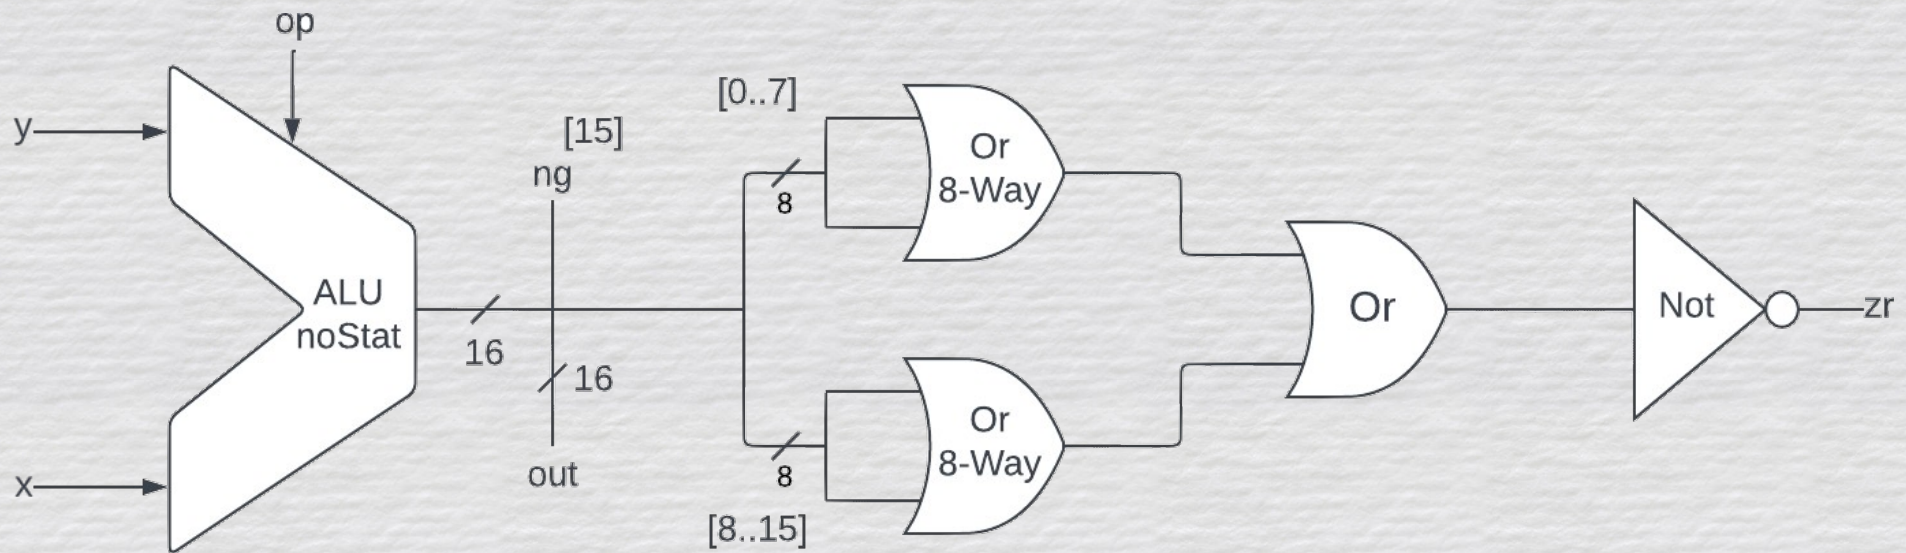 op
y
x
ALU
noStat
16
[15]
ng
16
out
[0..7]
8
Or
8-Way
8
[8..15]
Or
8-Way
Or
Not
zr